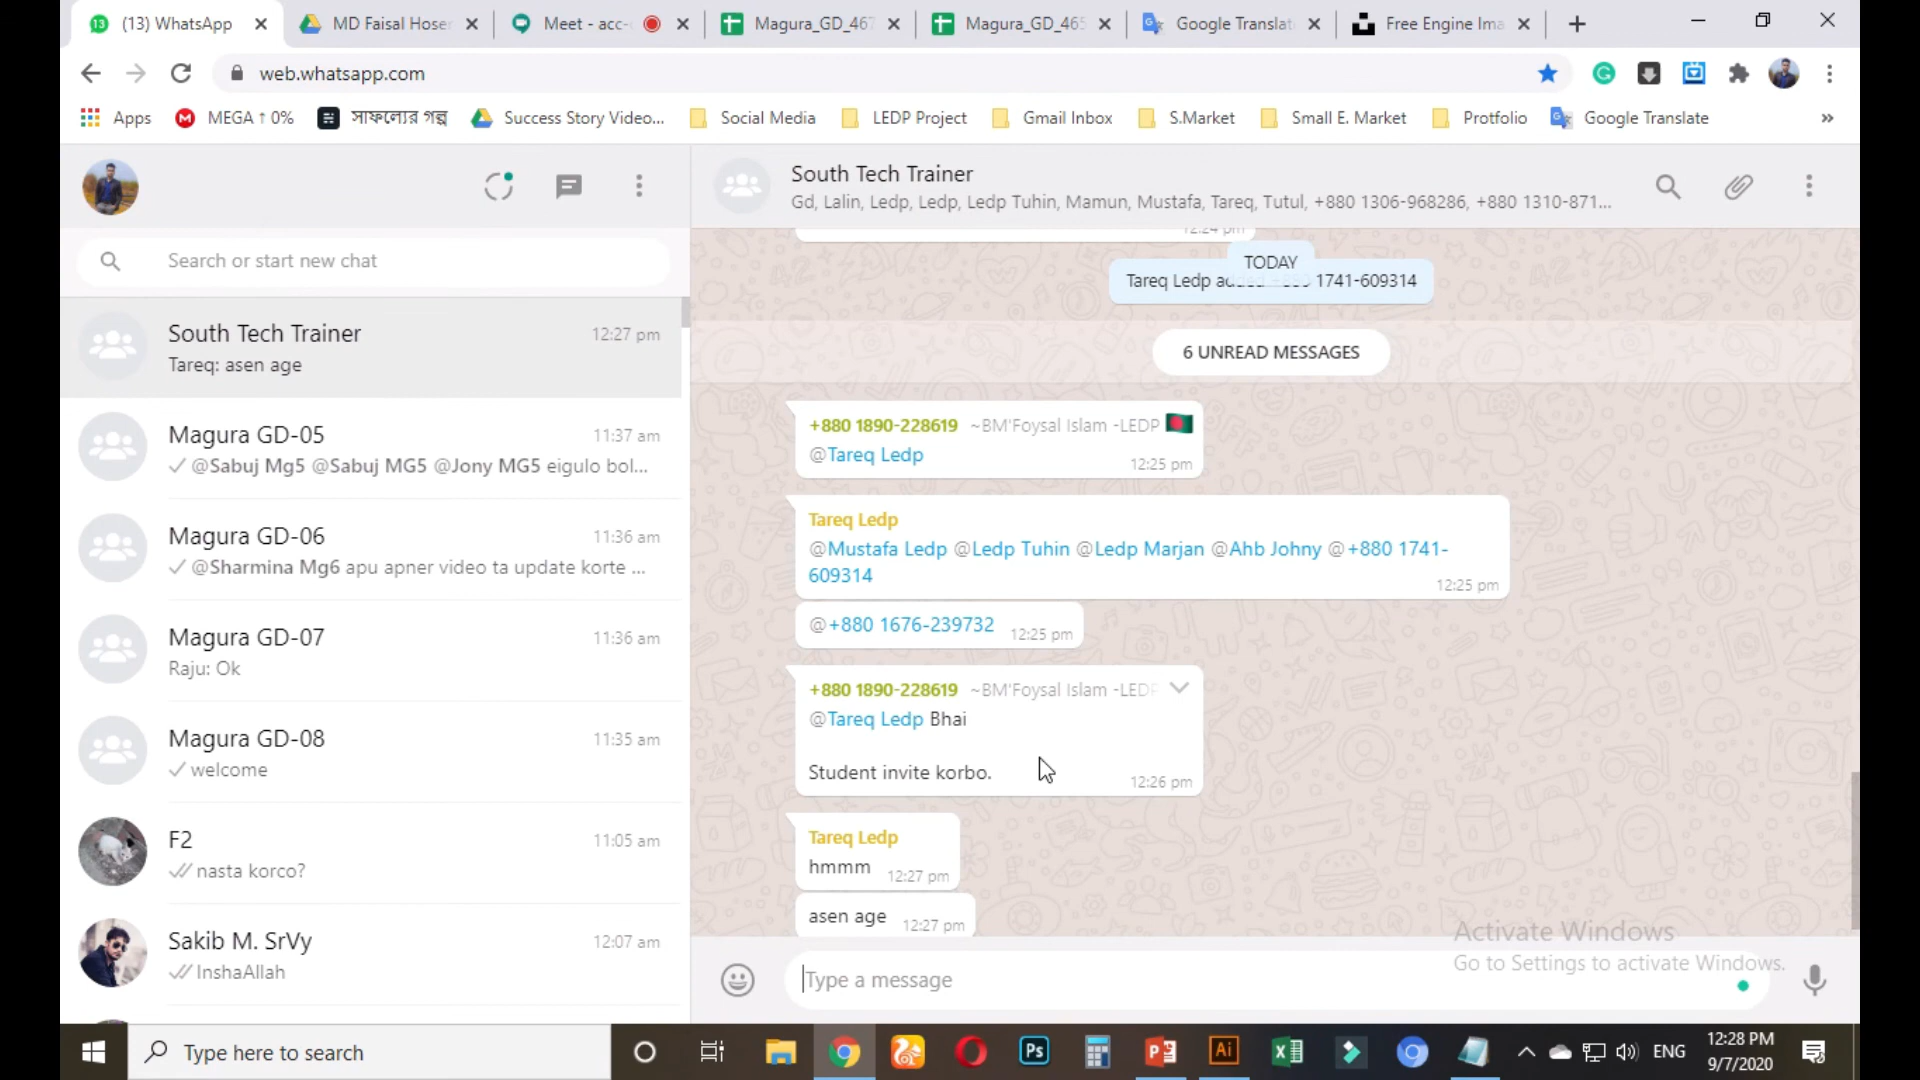 (13) WhatsApp
MD Faisal Hose
Meet - acc-
Magura_GD_467
Magura_GD_465
Google Translat
Free Engine Ima
web.whatsapp.com
Apps
MEGA ↑ 0%
সাফল্যের গল্প
Success Story Video...
Social Media
LEDP Project
Gmail Inbox
S.Market
Small E. Market
Protfolio
Google Translate
»
South Tech Trainer
Gd, Lalin, Ledp, Ledp, Ledp Tuhin, Mamun, Mustafa, Tareq, Tutul, +880 1306-968286, +880 1310-871...
Search or start new chat
South Tech Trainer
12:27 pm
Tareq: asen age
Magura GD-05
11:37 am
@Sabuj Mg5 @Sabuj MG5 @Jony MG5 eigulo bol...
Magura GD-06
11:36 am
@Sharmina Mg6 apu apner video ta update korte ...
Magura GD-07
11:36 am
Raju: Ok
Magura GD-08
11:35 am
welcome
F2
11:05 am
nasta korco?
Sakib M. SrVy
12:07 am
InshaAllah
12:24 pm
TODAY
Tareq Ledp added +880 1741-609314
6 UNREAD MESSAGES
+880 1890-228619 ~BM'Foysal Islam -LEDP
@Tareq Ledp
12:25 pm
Tareq Ledp
@Mustafa Ledp @Ledp Tuhin @Ledp Marjan @Ahb Johny @+880 1741-
609314
12:25 pm
@+880 1676-239732 12:25 pm
+880 1890-228619 ~BM'Foysal Islam -LEDP
@Tareq Ledp Bhai
Student invite korbo.
12:26 pm
Tareq Ledp
hmmm 12:27 pm
asen age 12:27 pm
Type a message
Activate Windows
Go to Settings to activate Windows.
Type here to search
Ps
Ai
ENG
12:28 PM
9/7/2020